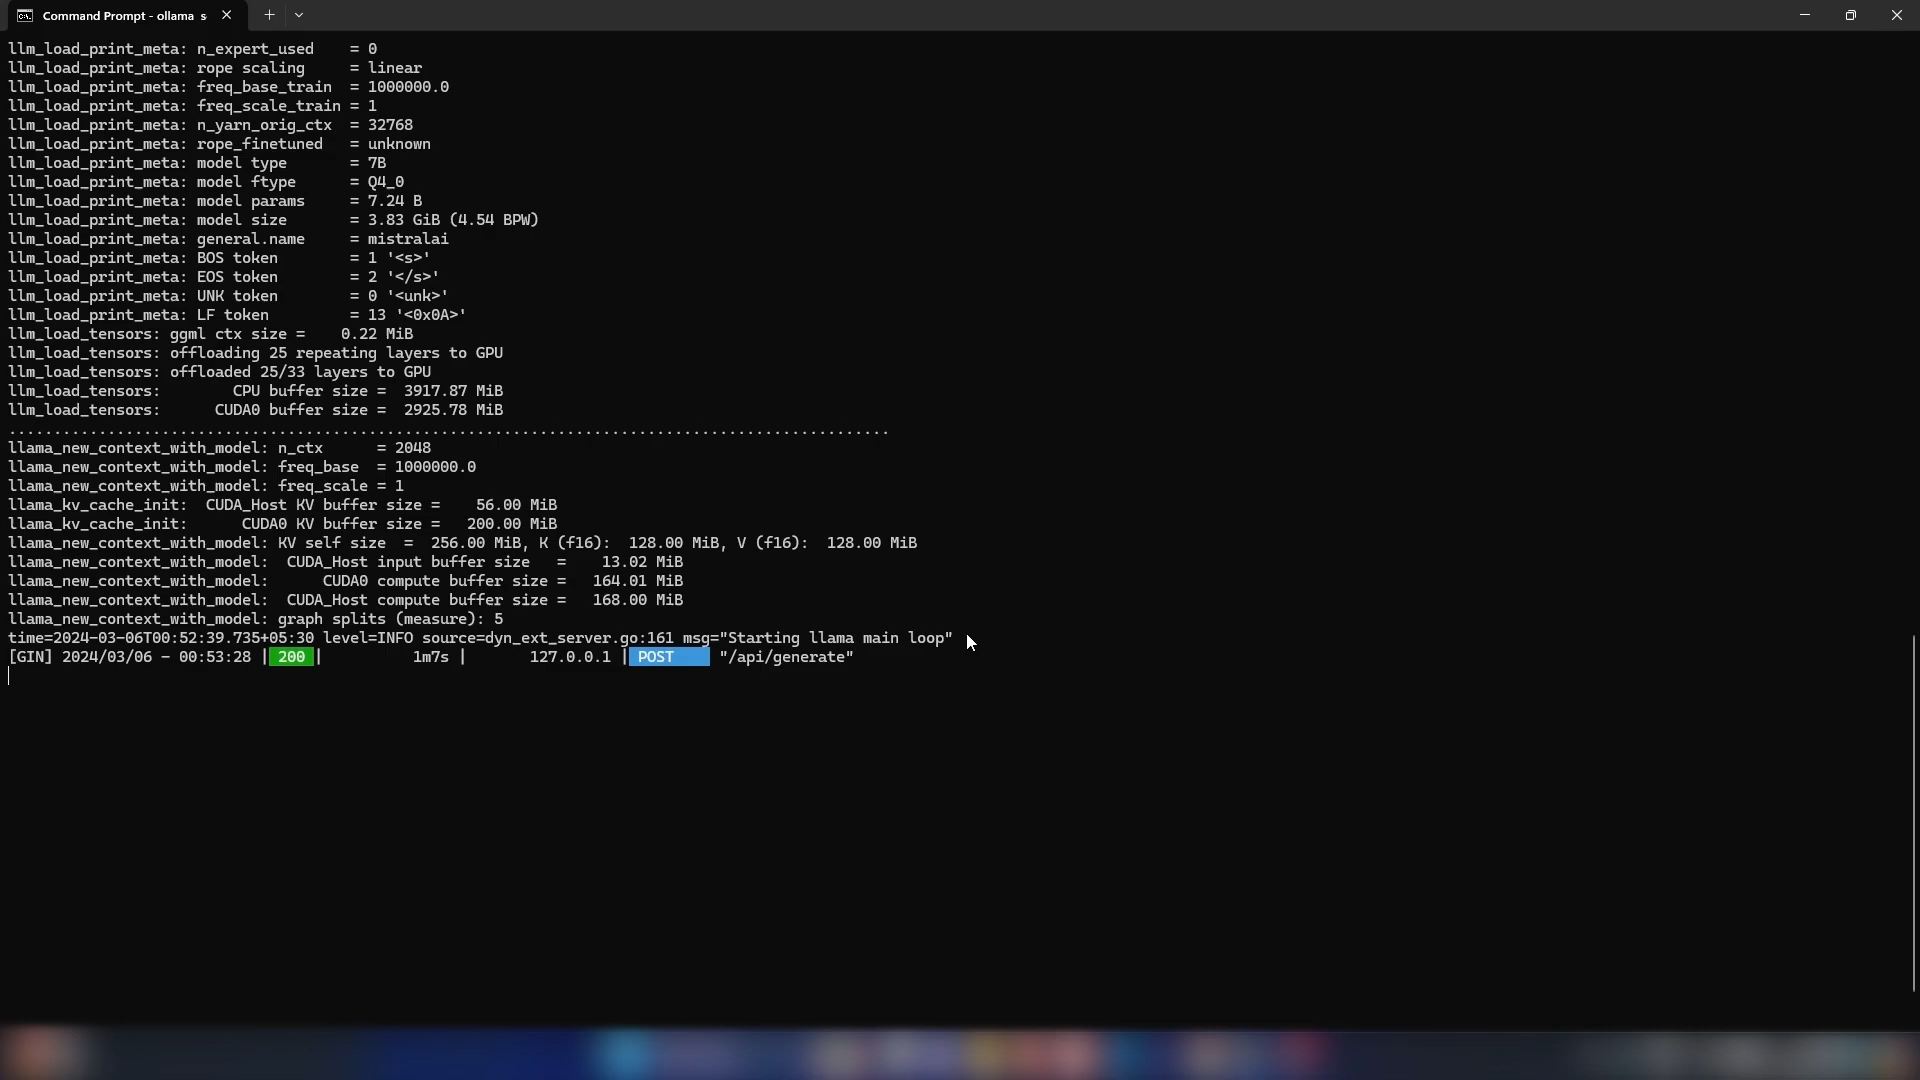 Command Prompt - ollama s
llm_load_print_meta: n_expert_used    = 0
llm_load_print_meta: rope scaling     = linear
llm_load_print_meta: freq_base_train  = 1000000.0
llm_load_print_meta: freq_scale_train = 1
llm_load_print_meta: n_yarn_orig_ctx  = 32768
llm_load_print_meta: rope_finetuned   = unknown
llm_load_print_meta: model type       = 7B
llm_load_print_meta: model ftype      = Q4_0
llm_load_print_meta: model params     = 7.24 B
llm_load_print_meta: model size       = 3.83 GiB (4.54 BPW)
llm_load_print_meta: general.name     = mistralai
llm_load_print_meta: BOS token        = 1 '<s>'
llm_load_print_meta: EOS token        = 2 '</s>'
llm_load_print_meta: UNK token        = 0 '<unk>'
llm_load_print_meta: LF token         = 13 '<0x0A>'
llm_load_tensors: ggml ctx size =    0.22 MiB
llm_load_tensors: offloading 25 repeating layers to GPU
llm_load_tensors: offloaded 25/33 layers to GPU
llm_load_tensors:        CPU buffer size =  3917.87 MiB
llm_load_tensors:      CUDA0 buffer size =  2925.78 MiB
..................................................................................................
llama_new_context_with_model: n_ctx      = 2048
llama_new_context_with_model: freq_base  = 1000000.0
llama_new_context_with_model: freq_scale = 1
llama_kv_cache_init:  CUDA_Host KV buffer size =    56.00 MiB
llama_kv_cache_init:      CUDA0 KV buffer size =   200.00 MiB
llama_new_context_with_model: KV self size  =  256.00 MiB, K (f16):  128.00 MiB, V (f16):  128.00 MiB
llama_new_context_with_model:  CUDA_Host input buffer size   =    13.02 MiB
llama_new_context_with_model:      CUDA0 compute buffer size =   164.01 MiB
llama_new_context_with_model:  CUDA_Host compute buffer size =   168.00 MiB
llama_new_context_with_model: graph splits (measure): 5
time=2024-03-06T00:52:39.735+05:30 level=INFO source=dyn_ext_server.go:161 msg="Starting llama main loop"
[GIN] 2024/03/06 - 00:53:28 | 200 |          1m7s |       127.0.0.1 | POST     "/api/generate"